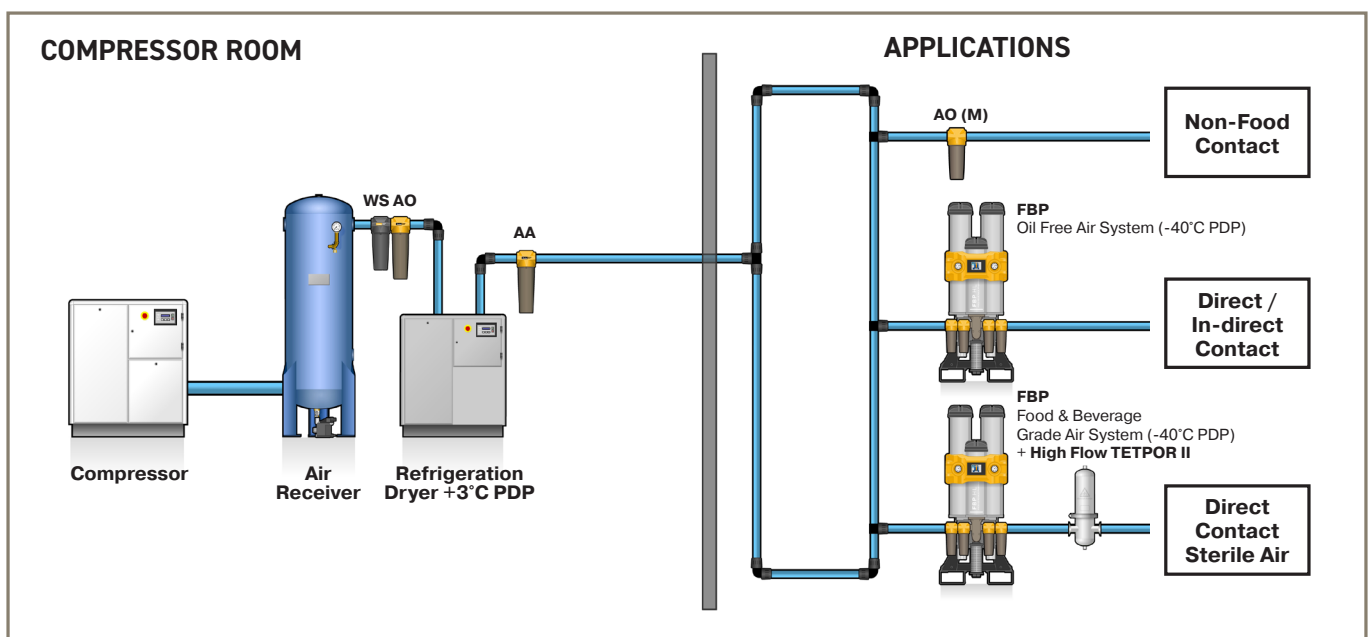 COMPRESSOR ROOM
APPLICATIONS
WS AO
AA
AO (M)
Non-Food
Contact
FBP
Oil Free Air System (-40°C PDP)
Direct /
In-direct
Contact
FBP
Food & Beverage
Grade Air System (-40°C PDP)
+ High Flow TETPOR II
Direct
Contact
Sterile Air
Compressor
Air
Receiver
Refrigeration
Dryer +3°C PDP